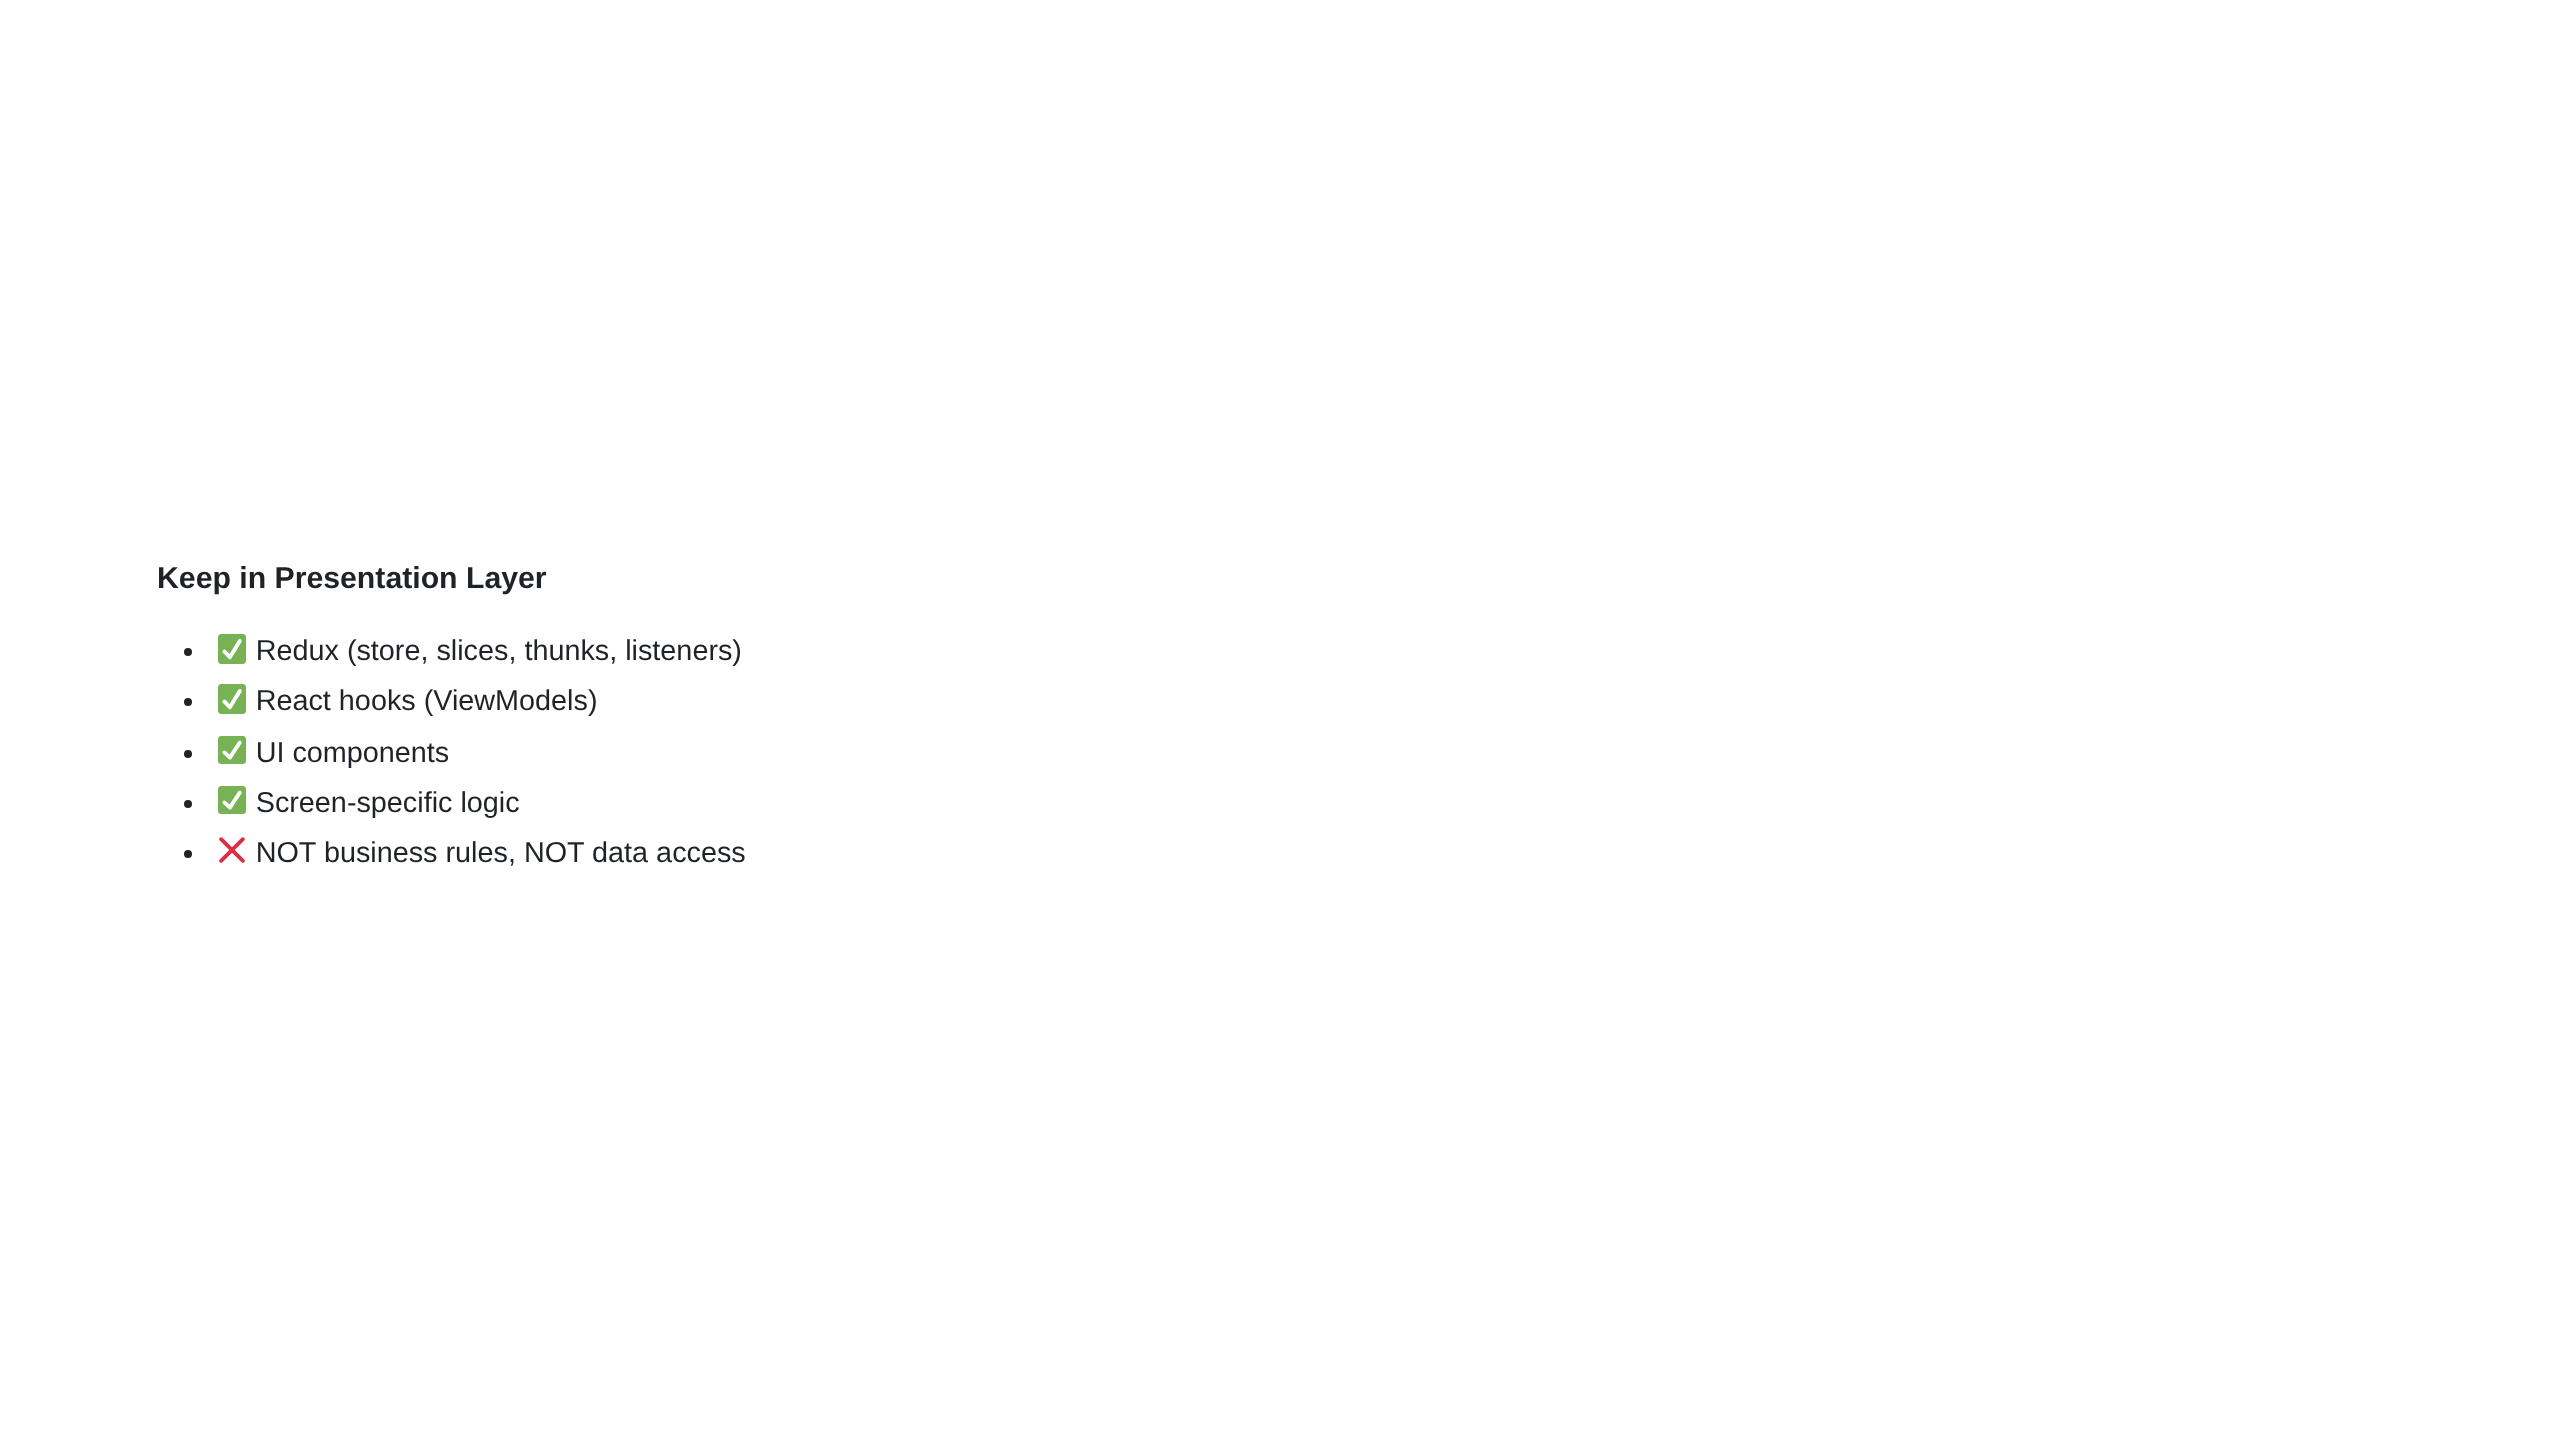 Keep in Presentation Layer
• ✅ Redux (store, slices, thunks, listeners)
• ✅ React hooks (ViewModels)
• ✅ UI components
• ✅ Screen-specific logic
• ❌ NOT business rules, NOT data access